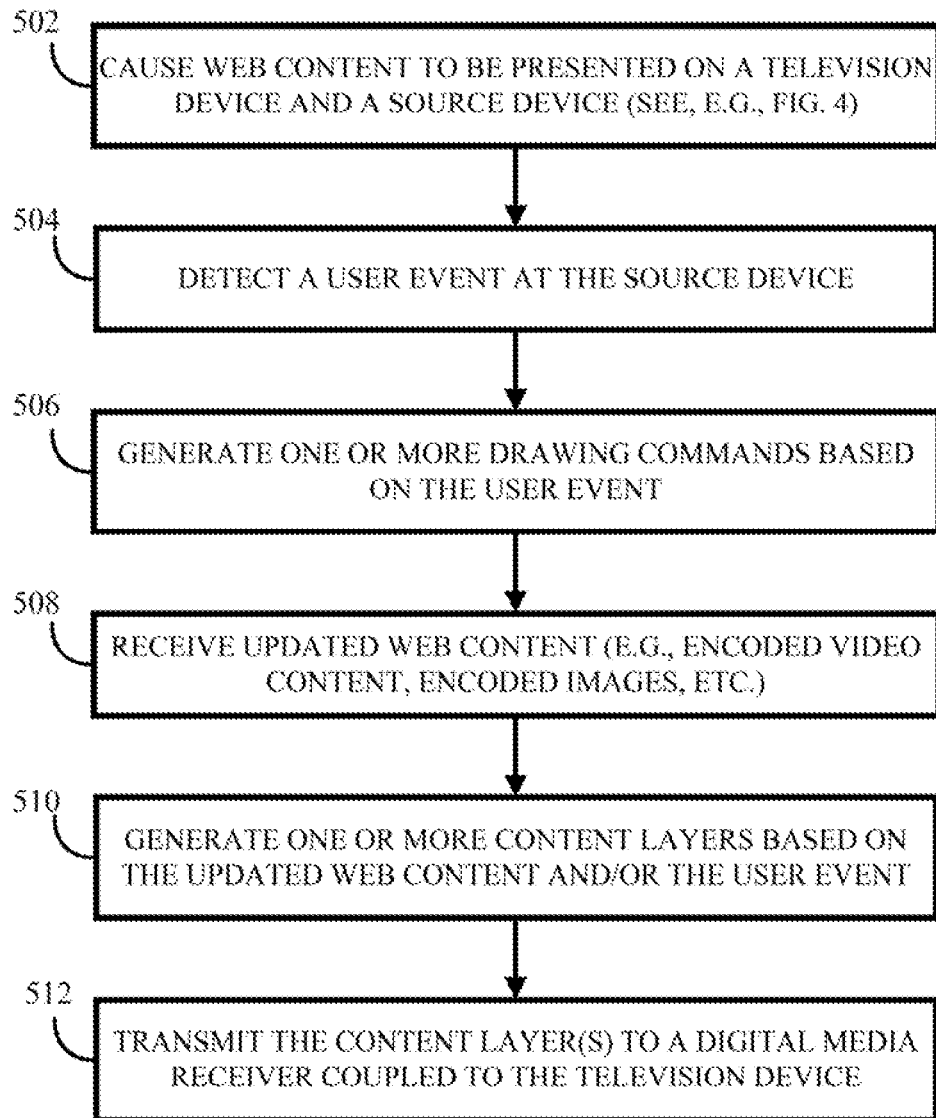 502
CAUSE WEB CONTENT TO BE PRESENTED ON A TELEVISION
DEVICE AND A SOURCE DEVICE (SEE, E.G., FIG. 4)
504
DETECT A USER EVENT AT THE SOURCE DEVICE
506
GENERATE ONE OR MORE DRAWING COMMANDS BASED
ON THE USER EVENT
508
RECEIVE UPDATED WEB CONTENT (E.G., ENCODED VIDEO
CONTENT, ENCODED IMAGES, ETC.)
510
GENERATE ONE OR MORE CONTENT LAYERS BASED ON
THE UPDATED WEB CONTENT AND/OR THE USER EVENT
512
TRANSMIT THE CONTENT LAYER(S) TO A DIGITAL MEDIA
RECEIVER COUPLED TO THE TELEVISION DEVICE